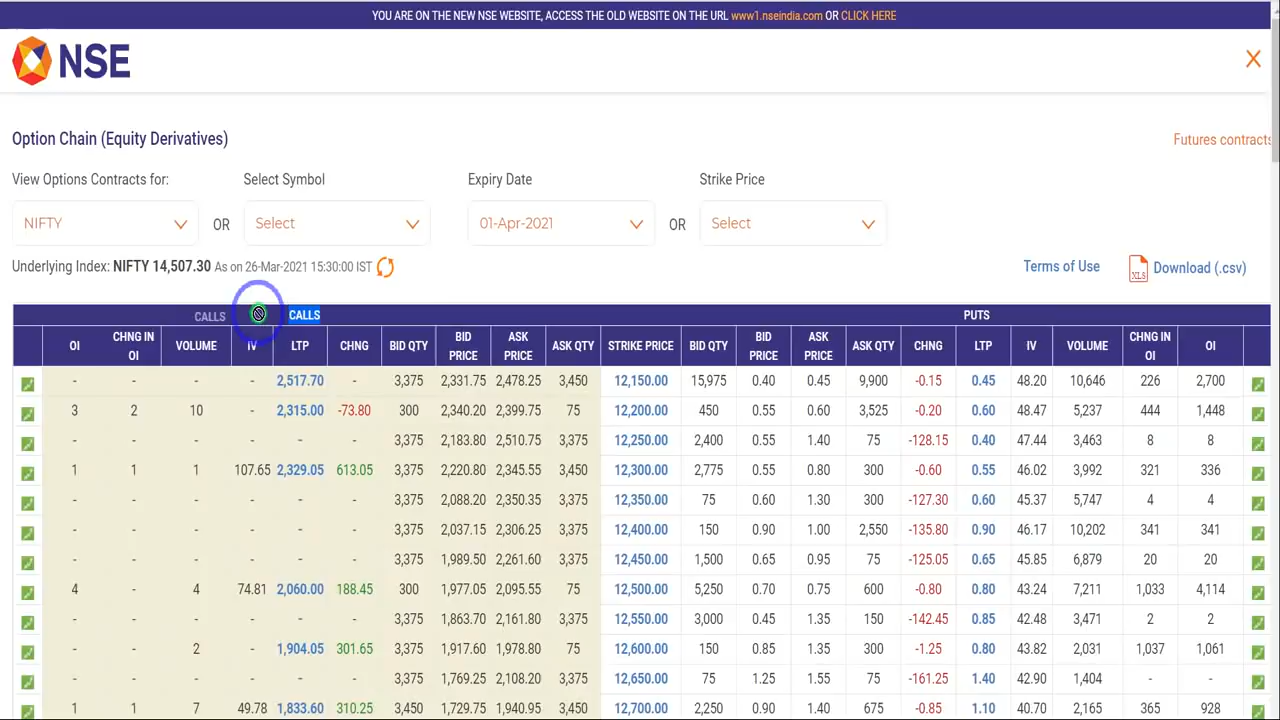 YOU ARE ON THE NEW NSE WEBSITE, ACCESS THE OLD WEBSITE ON THE URL www1.nseindia.com OR CLICK HERE
NSE
Option Chain (Equity Derivatives)
Futures contracts
View Options Contracts for: Select Symbol Expiry Date Strike Price
NIFTY OR Select 01-Apr-2021 OR Select
Underlying Index: NIFTY 14,507.30 As on 26-Mar-2021 15:30:00 IST Terms of Use XLS Download (.csv)
CALLS CALLS PUTS
OI CHNG IN OI VOLUME IV LTP CHNG BID QTY BID PRICE ASK PRICE ASK QTY STRIKE PRICE BID QTY BID PRICE ASK PRICE ASK QTY CHNG LTP IV VOLUME CHNG IN OI OI
- - - - 2,517.70 - 3,375 2,331.75 2,478.25 3,450 12,150.00 15,975 0.40 0.45 9,900 -0.15 0.45 48.20 10,646 226 2,700
3 2 10 - 2,315.00 -73.80 300 2,340.20 2,399.75 75 12,200.00 450 0.55 0.60 3,525 -0.20 0.60 48.47 5,237 444 1,448
- - - - - - 3,375 2,183.80 2,510.75 3,375 12,250.00 2,400 0.55 1.40 75 -128.15 0.40 47.44 3,463 8 8
1 1 1 107.65 2,329.05 613.05 3,375 2,220.80 2,345.55 3,450 12,300.00 2,775 0.55 0.80 300 -0.60 0.55 46.02 3,992 321 336
- - - - - - 3,375 2,088.20 2,350.35 3,375 12,350.00 75 0.60 1.30 300 -127.30 0.60 45.37 5,747 4 4
- - - - - - 3,375 2,037.15 2,306.25 3,375 12,400.00 150 0.90 1.00 2,550 -135.80 0.90 46.17 10,202 341 341
- - - - - - 3,375 1,989.50 2,261.60 3,375 12,450.00 1,500 0.65 0.95 75 -125.05 0.65 45.85 6,879 20 20
4 - 4 74.81 2,060.00 188.45 300 1,977.05 2,095.55 75 12,500.00 5,250 0.70 0.75 600 -0.80 0.80 43.24 7,211 1,033 4,114
- - - - - - 3,375 1,863.70 2,161.80 3,375 12,550.00 3,000 0.45 1.35 150 -142.45 0.85 42.48 3,471 2 2
- - 2 - 1,904.05 301.65 3,375 1,917.60 1,978.80 75 12,600.00 150 0.85 1.35 300 -1.25 0.80 43.82 2,031 1,037 1,061
- - - - - - 3,375 1,769.25 2,108.20 3,375 12,650.00 75 1.25 1.55 75 -161.25 1.40 42.90 1,404 - -
1 1 7 49.78 1,833.60 310.25 3,450 1,729.75 1,940.95 3,450 12,700.00 2,250 0.90 1.40 675 -0.85 1.10 40.70 2,165 365 928